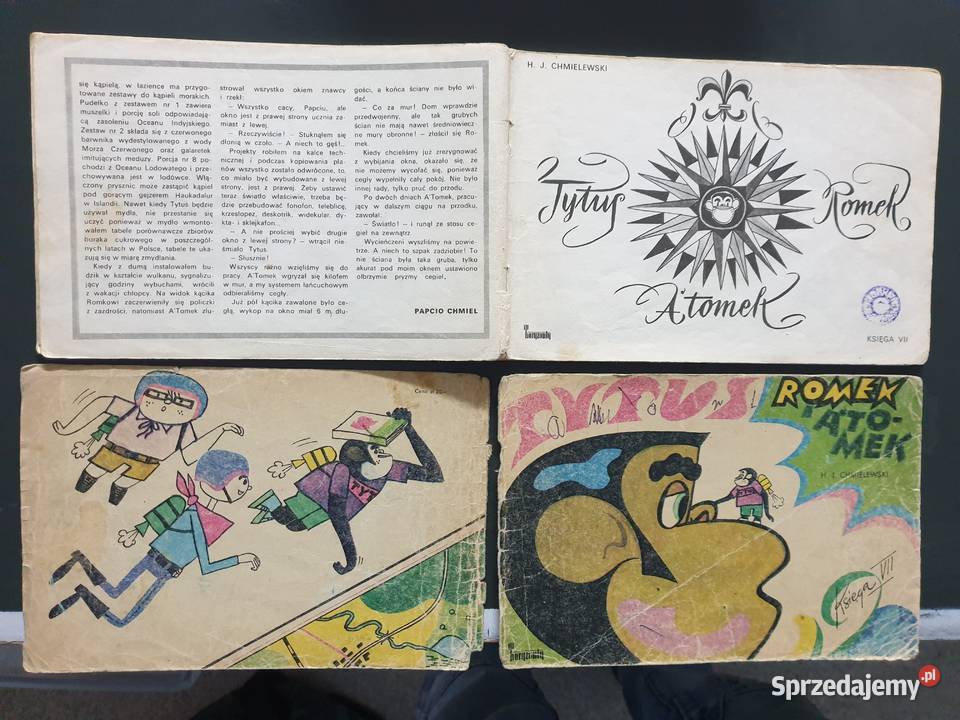 się kąpielą, w łazience ma przygo-
towane zestawy do kąpieli morskich.
Pudełko z zestawem nr 1 zawiera
muszelki i porcję soli odpowiadają-
cą zasoleniu Oceanu Indyjskiego.
Zestaw nr 2 składa się z czerwonego
barwnika wydestylowanego z wody
Morza Czerwonego oraz galaretek
imitujących meduzy. Porcja nr 8 po-
chodzi z Oceanu Lodowatego i prze-
chowywana jest w lodówce. Włą-
czony prysznic może zastąpić kąpiel
pod gorącym gejzerem Haukadalur
w Islandii. Nawet kiedy Tytus będzie
używał mydła, nie przestanie się
uczyć ponieważ w mydło wmonto-
wałem tabele porównawcze zbiorów
buraka cukrowego w poszczegól-
nych latach w Polsce, tabele te uka-
zują się w miarę zmydlania.
Kiedy z dumą instalowałem bu-
dzik w kształcie wulkanu, sygnalizu-
jący godziny wybuchami, wrócili
z wakacji chłopcy. Na widok kącika
Romkowi zaczerwieniły się policzki
z zazdrości, natomiast A'Tomek zlu-
strował wszystko okiem znawcy
i rzekł:
– Wszystko cacy, Papciu, ale
okno jest z prawej strony ucznia za-
miast z lewej.
– Rzeczywiście! – Stuknąłem się
dłonią w czoło. – A niech to gęś!..
Projekty robiłem na kalce tech-
nicznej i podczas kopiowania pla-
nów wszystko zostało odwrócone, to,
co miało być wybudowane z lewej
strony, jest z prawej. Żeby ustawić
teraz światło właściwie, trzeba bę-
dzie przebudować fonofon, leblioblę,
krzesłopez, deskotrik, widekular, dyk-
ta- i sklejkafon.
– A nie prościej wybić drugie
okno z lewej strony? – wtrącił nie-
śmiało Tytus.
– Słusznie!
Wszyscy raźno wzięliśmy się do
pracy. A'Tomek wgryzał się kilofem
w mur, a my systemem łańcuchowym
odbieraliśmy cegły.
Już pół kącika zawalone było ce-
głą, wykop na okno miał 6 m dłu-
gości, a końca ściany nie było wi-
dać.
– Co za mur! Dom wprawdzie
przedwojenny, ale tak grubych
ścian nie mają nawet średniowiecz-
ne mury obronne! – złościł się Ro-
mek.
Kiedy chcieliśmy już zrezygnować
z wybijania okna, okazało się, że
nie możemy wycofać się, ponieważ
cegły wypełniły cały pokój. Nie było
innej rady, tylko pruć do przodu.
Po dwóch dniach A'Tomek, pracu-
jący w dalszym ciągu na przodku,
zawołał:
– Światło! – i runął ze stosu ce-
gieł na zewnątrz.
Wycieńczeni wyszliśmy na powie-
trze. A niech to szpak zadziobie! To
nie ściana była taka gruba, tylko
akurat pod moim oknem ustawiono
olbrzymie pryzmy cegieł.
PAPCIO CHMIEL
H. J. CHMIELEWSKI
Tytus
Romek
A'tomek
horyzonty
KSIĘGA VII
Cena zł 20.–
TYT
TYTUS
ROMEK
i ATO-
MEK
H. J. CHMIELEWSKI
Księga VII
horyzonty
Sprzedajemy.pl